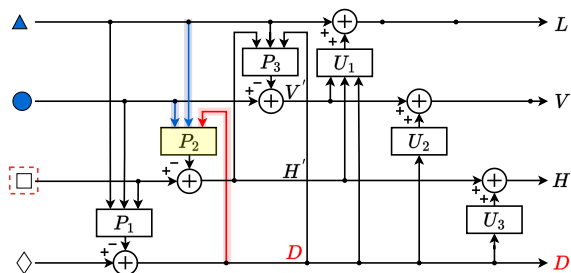 L
+ +
P₃ U₁
−
+ V′ V
+ +
P₂ U₂
−
+ H′ H
+ +
P₁ U₃
−
+ D D